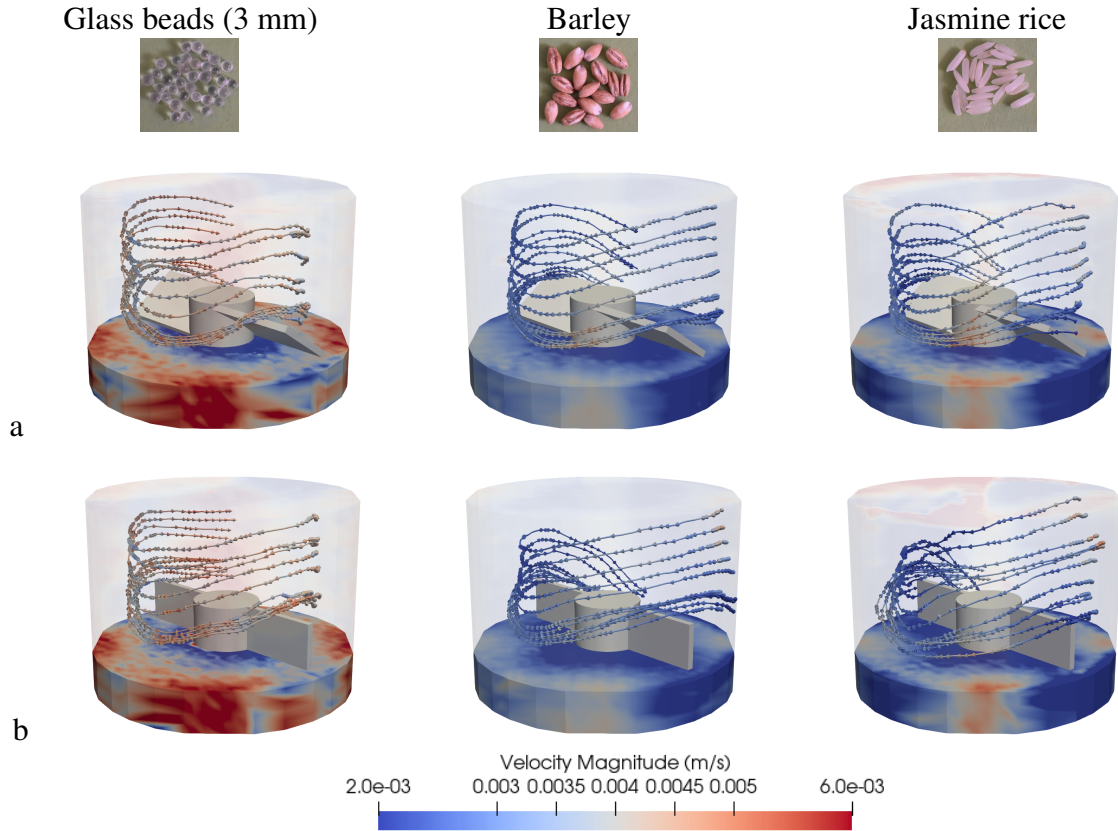 Glass beads (3 mm)
Barley
Jasmine rice
a
b
Velocity Magnitude (m/s)
2.0e-03 0.003 0.0035 0.004 0.0045 0.005 6.0e-03